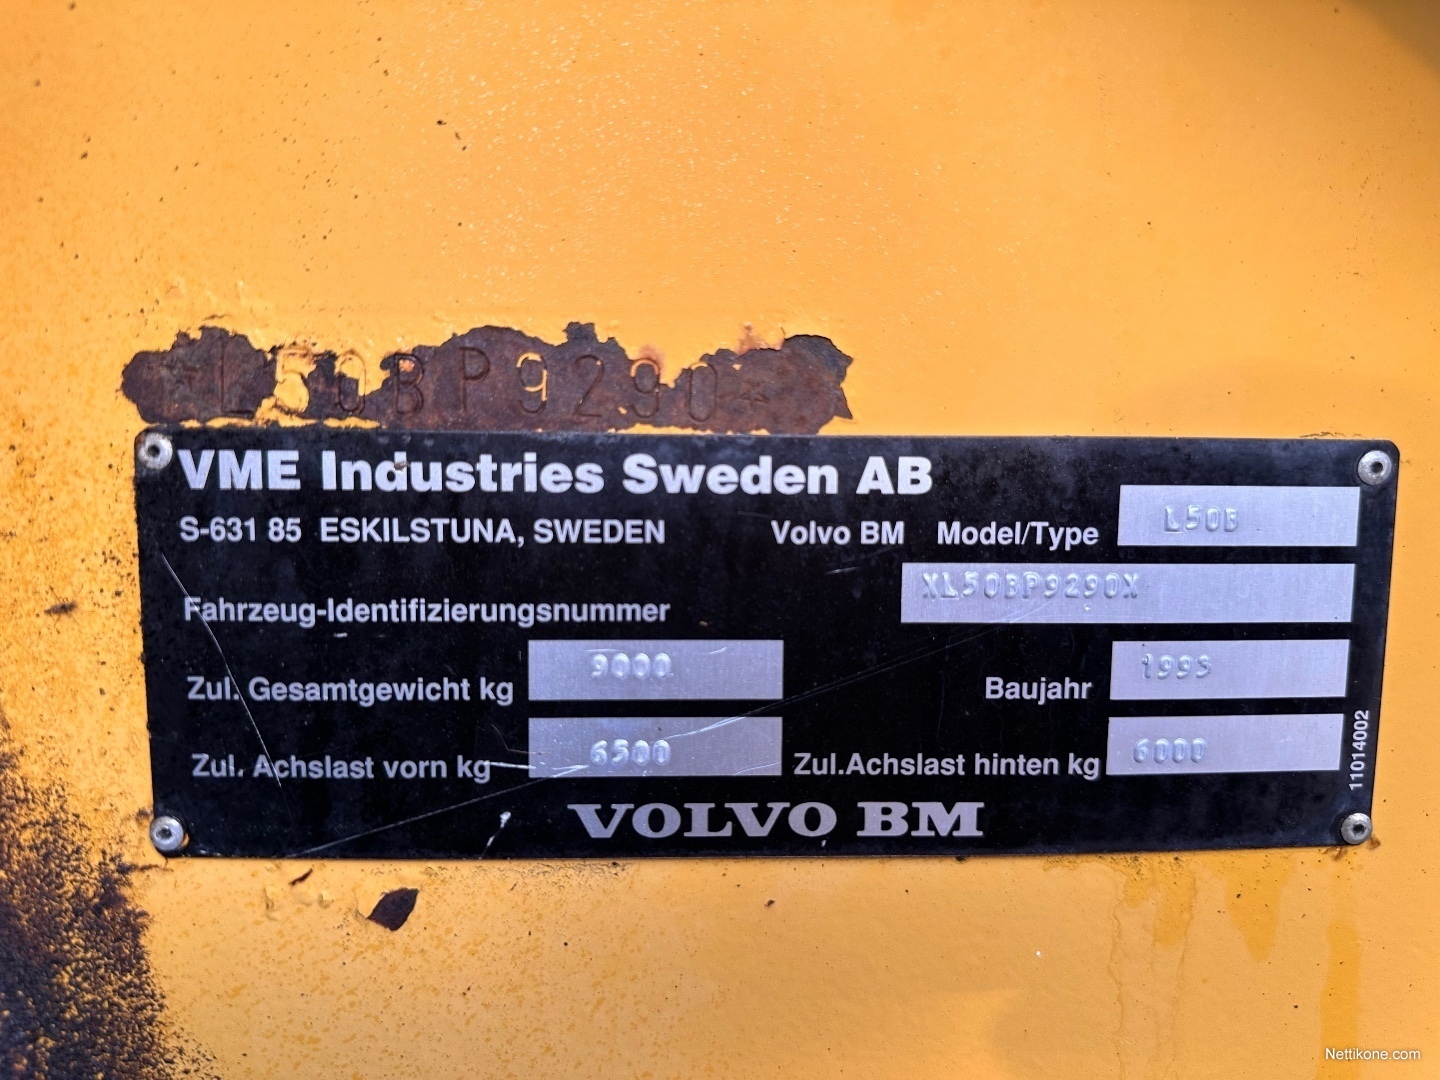 *L50BP9290*
VME Industries Sweden AB
S-631 85 ESKILSTUNA, SWEDEN Volvo BM Model/Type L50B
Fahrzeug-Identifizierungsnummer XL50BP9290X
Zul. Gesamtgewicht kg 9000 Baujahr 1993
Zul. Achslast vorn kg 6500 Zul.Achslast hinten kg 6000
11014002
VOLVO BM
Nettikone.com